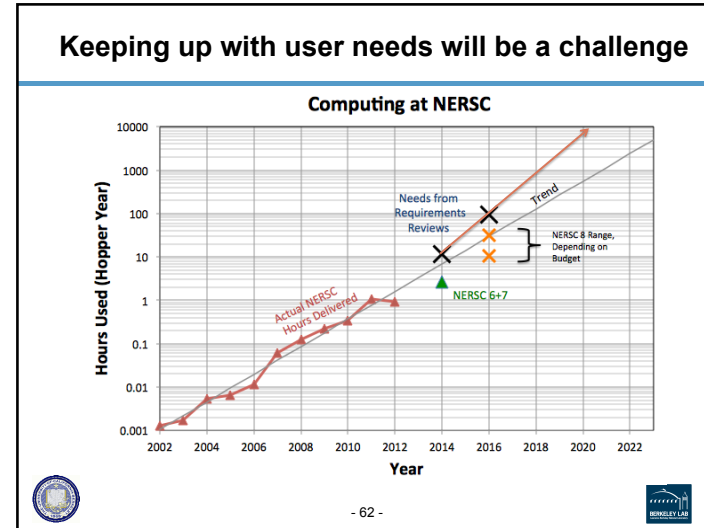 Keeping up with user needs will be a challenge
Computing at NERSC
Hours Used (Hopper Year)
10000
1000
100
10
1
0.1
0.01
0.001
Needs from
Requirements
Reviews
Trend
NERSC 8 Range,
Depending on
Budget
NERSC 6+7
Actual NERSC
Hours Delivered
2002
2004
2006
2008
2010
2012
2014
2016
2018
2020
2022
Year
- 62 -
BERKELEY LAB